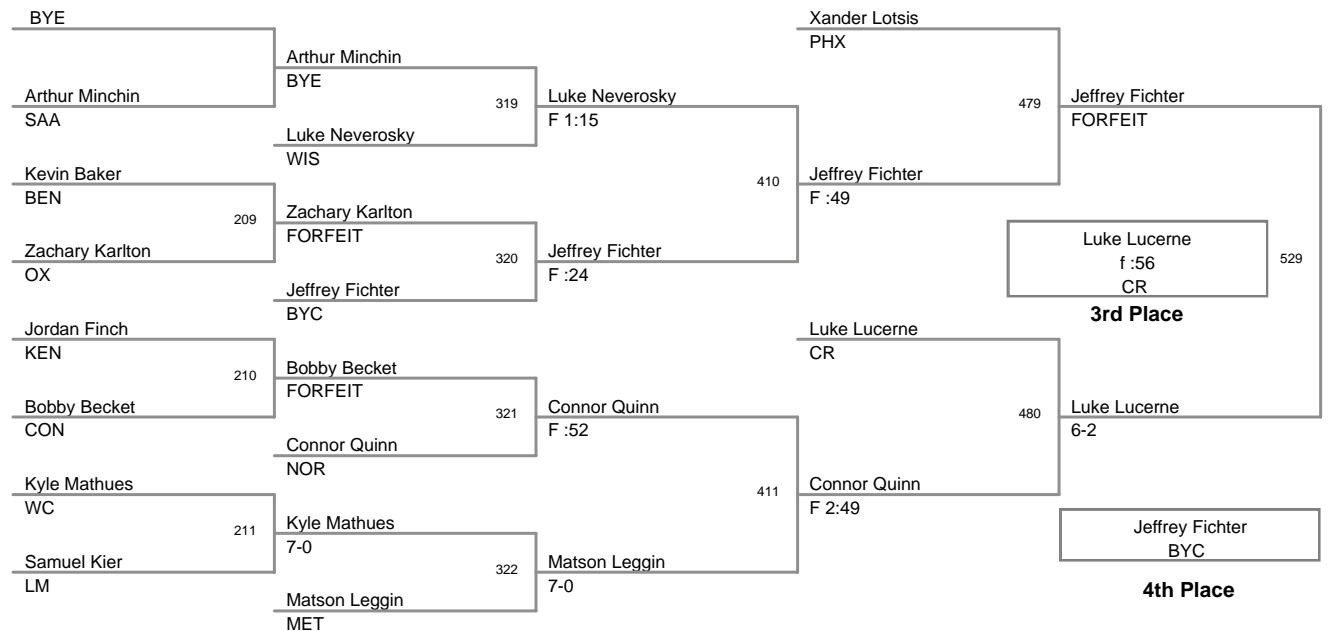 BYE
Arthur Minchin
SAA
Kevin Baker
BEN
209
Zachary Karlton
OX
Jordan Finch
KEN
210
Bobby Becket
CON
Kyle Mathues
WC
211
Samuel Kier
LM
Arthur Minchin
BYE
319
Luke Neverosky
WIS
Zachary Karlton
FORFEIT
320
Jeffrey Fichter
BYC
Bobby Becket
FORFEIT
321
Connor Quinn
NOR
Kyle Mathues
7-0
322
Matson Leggin
MET
Luke Neverosky
F 1:15
410
Jeffrey Fichter
F :24
Connor Quinn
F :52
411
Matson Leggin
7-0
Xander Lotsis
PHX
479
Jeffrey Fichter
F :49
Luke Lucerne
CR
480
Connor Quinn
F 2:49
Jeffrey Fichter
FORFEIT
529
Luke Lucerne
6-2
Luke Lucerne
f :56
CR
3rd Place
Jeffrey Fichter
BYC
4th Place